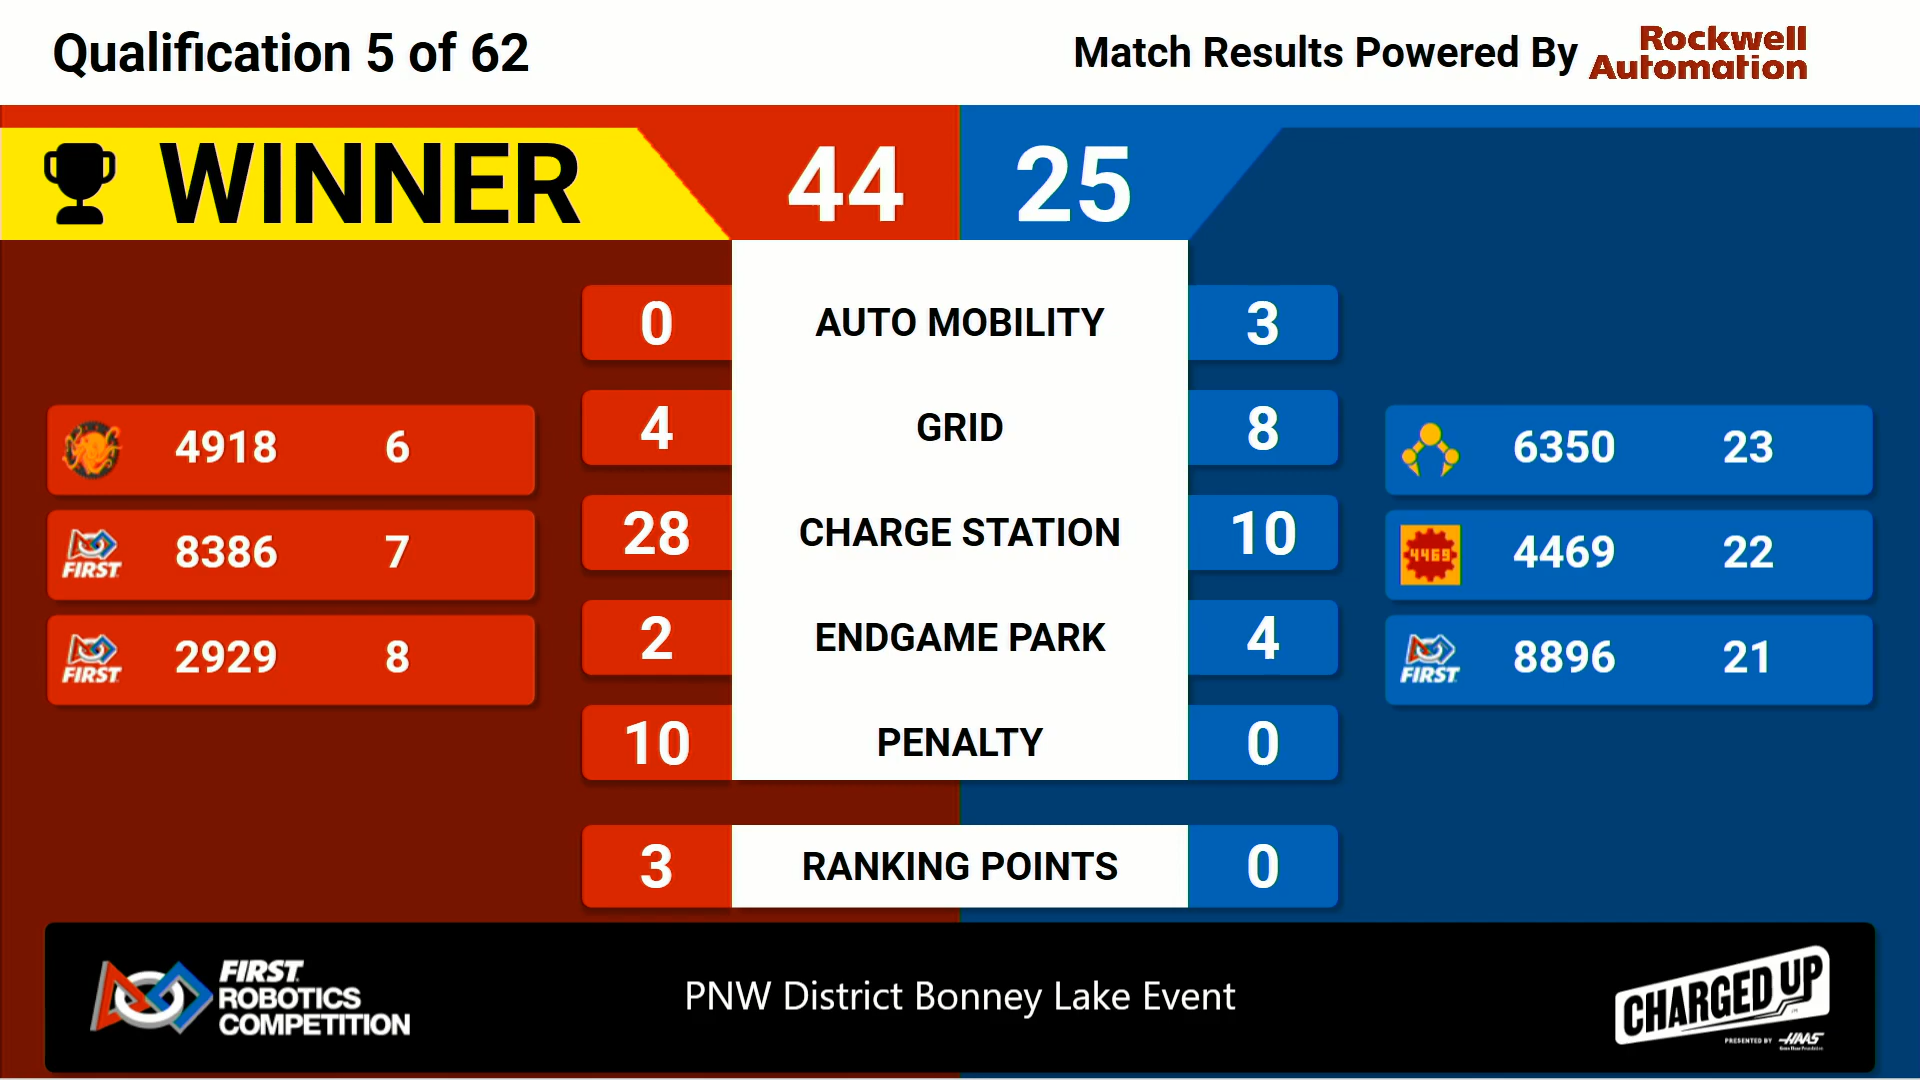 Qualification 5 of 62
Match Results Powered By
Rockwell
Automation
WINNER 44 25
0 AUTO MOBILITY 3
4 GRID 8
28 CHARGE STATION 10
2 ENDGAME PARK 4
10 PENALTY 0
3 RANKING POINTS 0
4918 6
FIRST 8386 7
FIRST 2929 8
6350 23
4469 4469 22
FIRST 8896 21
FIRST
ROBOTICS
COMPETITION
PNW District Bonney Lake Event
CHARGED UP
PRESENTED BY HAAS